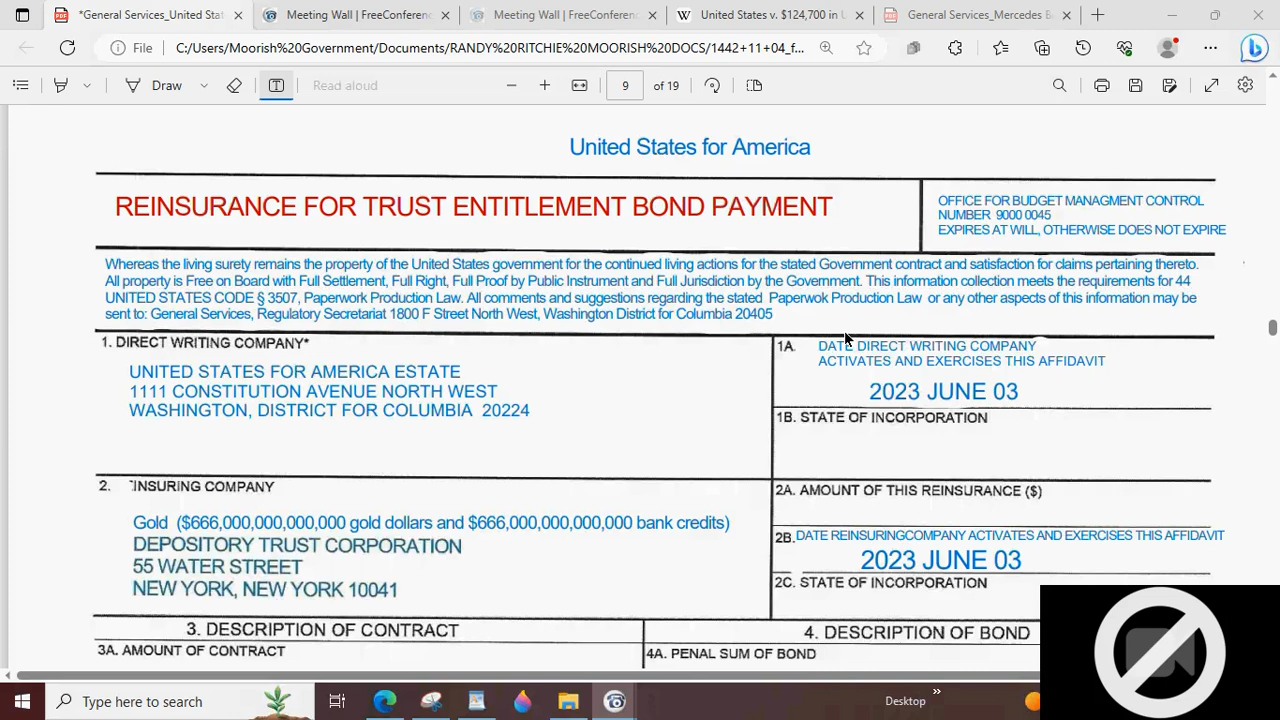 *General Services_United Stat
Meeting Wall | FreeConferenc
Meeting Wall | FreeConferenc
W United States v. $124,700 in U
General Services_Mercedes B
File C:/Users/Moorish%20Government/Documents/RANDY%20RITCHIE%20MOORISH%20DOCS/1442+11+04_f...
Draw Read aloud 9 of 19
United States for America
REINSURANCE FOR TRUST ENTITLEMENT BOND PAYMENT
OFFICE FOR BUDGET MANAGMENT CONTROL
NUMBER 9000 0045
EXPIRES AT WILL, OTHERWISE DOES NOT EXPIRE
Whereas the living surety remains the property of the United States government for the continued living actions for the stated Government contract and satisfaction for claims pertaining thereto.
All property is Free on Board with Full Settlement, Full Right, Full Proof by Public Instrument and Full Jurisdiction by the Government. This information collection meets the requirements for 44
UNITED STATES CODE § 3507, Paperwork Production Law. All comments and suggestions regarding the stated Paperwok Production Law or any other aspects of this information may be
sent to: General Services, Regulatory Secretariat 1800 F Street North West, Washington District for Columbia 20405
1. DIRECT WRITING COMPANY*
UNITED STATES FOR AMERICA ESTATE
1111 CONSTITUTION AVENUE NORTH WEST
WASHINGTON, DISTRICT FOR COLUMBIA 20224
1A. DATE DIRECT WRITING COMPANY
ACTIVATES AND EXERCISES THIS AFFIDAVIT
2023 JUNE 03
1B. STATE OF INCORPORATION
2. INSURING COMPANY
Gold ($666,000,000,000,000 gold dollars and $666,000,000,000,000 bank credits)
DEPOSITORY TRUST CORPORATION
55 WATER STREET
NEW YORK, NEW YORK 10041
2A. AMOUNT OF THIS REINSURANCE ($)
2B. DATE REINSURINGCOMPANY ACTIVATES AND EXERCISES THIS AFFIDAVIT
2023 JUNE 03
2C. STATE OF INCORPORATION
3. DESCRIPTION OF CONTRACT
4. DESCRIPTION OF BOND
3A. AMOUNT OF CONTRACT
4A. PENAL SUM OF BOND
Type here to search
Desktop